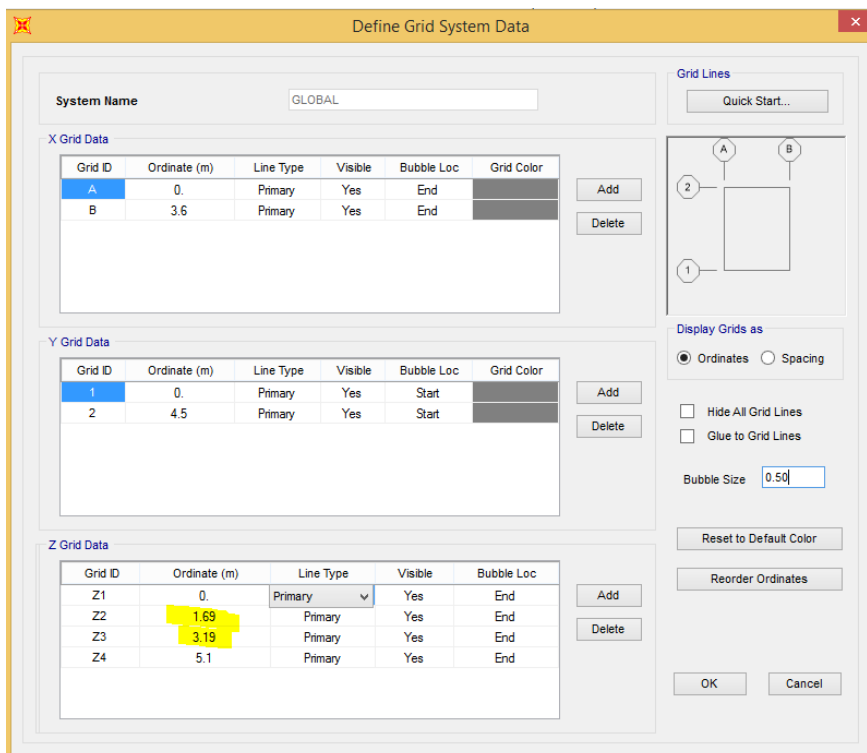 Define Grid System Data
x
System Name GLOBAL
Grid Lines
Quick Start...
X Grid Data
Grid ID Ordinate (m) Line Type Visible Bubble Loc Grid Color
A 0. Primary Yes End
B 3.6 Primary Yes End
Add
Delete
A B
2
1
Y Grid Data
Grid ID Ordinate (m) Line Type Visible Bubble Loc Grid Color
1 0. Primary Yes Start
2 4.5 Primary Yes Start
Add
Delete
Display Grids as
Ordinates Spacing
Hide All Grid Lines
Glue to Grid Lines
Bubble Size 0.50
Z Grid Data
Grid ID Ordinate (m) Line Type Visible Bubble Loc
Z1 0. Primary Yes End
Z2 1.69 Primary Yes End
Z3 3.19 Primary Yes End
Z4 5.1 Primary Yes End
Add
Delete
Reset to Default Color
Reorder Ordinates
OK Cancel